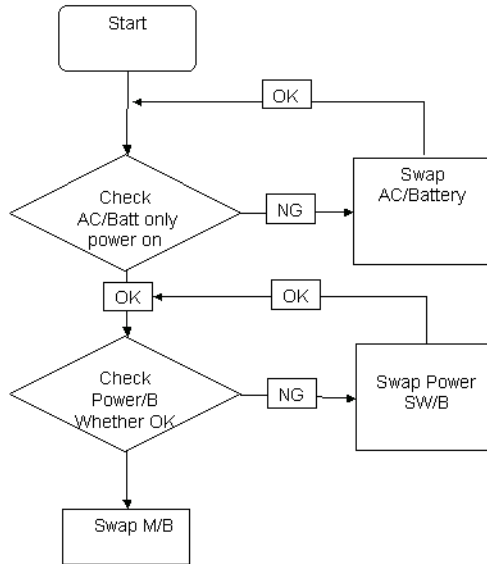 Start
OK
Check
AC/Batt only
power on
NG
Swap
AC/Battery
OK
OK
Check
Power/B
Whether OK
NG
Swap Power
SW/B
Swap M/B